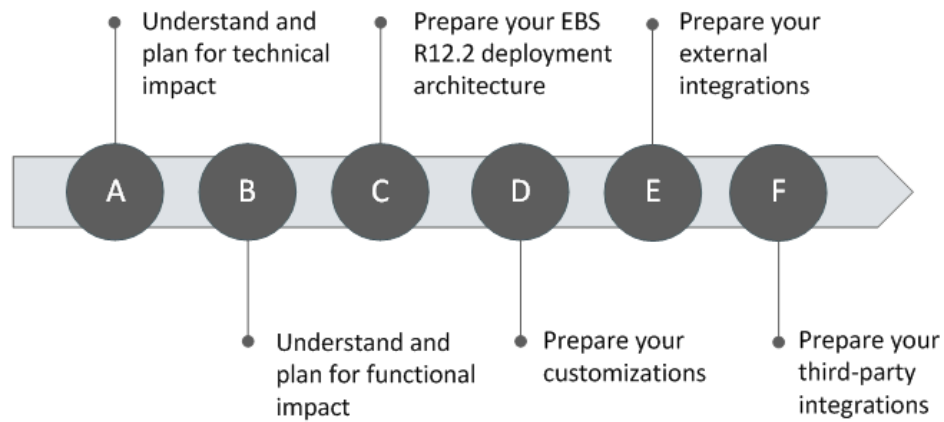 Understand and
plan for technical
impact
Prepare your EBS
R12.2 deployment
architecture
Prepare your
external
integrations
A
B
C
D
E
F
Understand and
plan for functional
impact
Prepare your
customizations
Prepare your
third-party
integrations